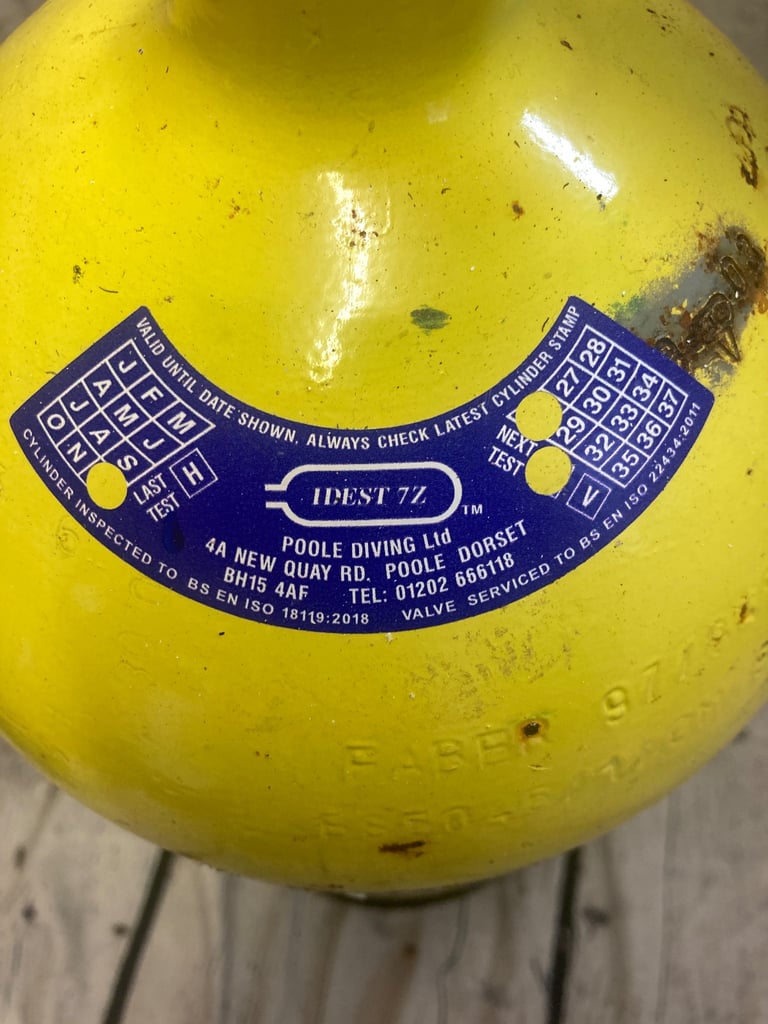 VALID UNTIL DATE SHOWN. ALWAYS CHECK LATEST CYLINDER STAMP
J F M
A M J
J A S
O N
LAST
TEST
H
27 28
29 30 31
32 33 34
35 36 37
NEXT
TEST
V
IDEST 7Z
TM
POOLE DIVING Ltd
4A NEW QUAY RD. POOLE DORSET
BH15 4AF TEL: 01202 666118
CYLINDER INSPECTED TO BS EN ISO 18119:2018 VALVE SERVICED TO BS EN ISO 22434:2011
FABER